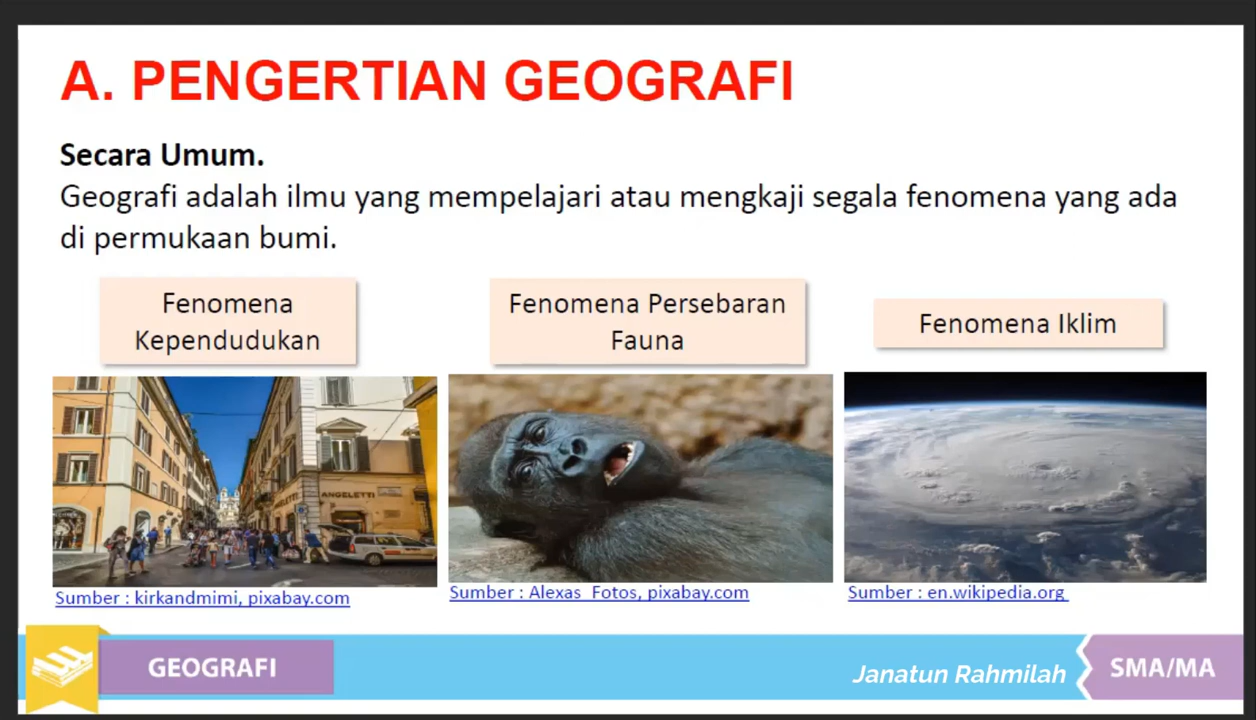 A. PENGERTIAN GEOGRAFI
Secara Umum.
Geografi adalah ilmu yang mempelajari atau mengkaji segala fenomena yang ada
di permukaan bumi.
Fenomena
Kependudukan
Fenomena Persebaran
Fauna
Fenomena Iklim
ANGELETTI
Sumber : kirkandmimi, pixabay.com
Sumber : Alexas_Fotos, pixabay.com
Sumber : en.wikipedia.org
GEOGRAFI
Janatun Rahmilah
SMA/MA